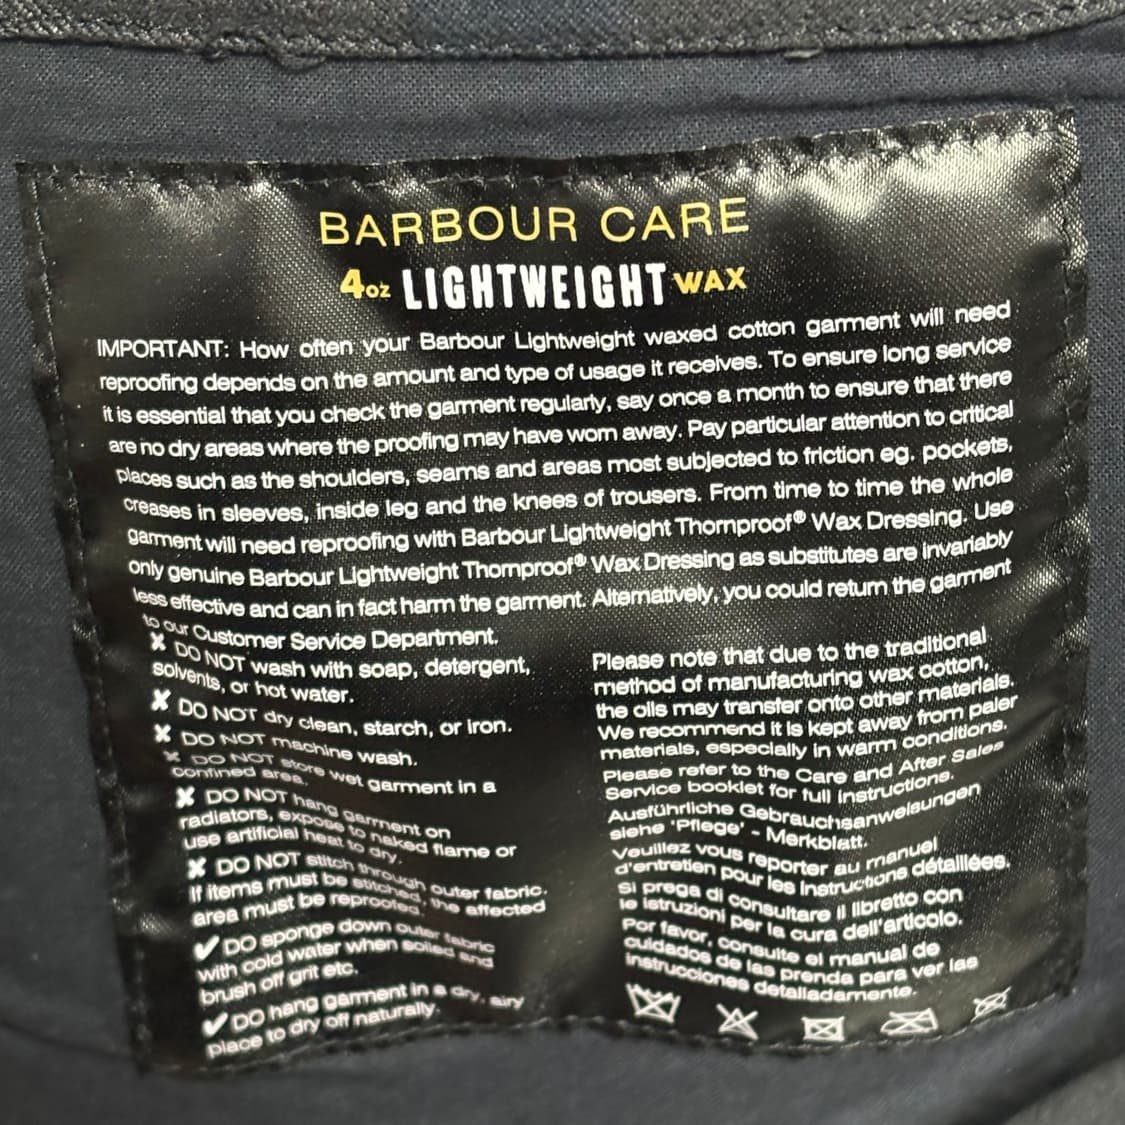 BARBOUR CARE
4oz LIGHTWEIGHT WAX
IMPORTANT: How often your Barbour Lightweight waxed cotton garment will need
reproofing depends on the amount and type of usage it receives. To ensure long service
it is essential that you check the garment regularly, say once a month to ensure that there
are no dry areas where the proofing may have worn away. Pay particular attention to critical
places such as the shoulders, seams and areas most subjected to friction eg. pockets,
creases in sleeves, inside leg and the knees of trousers. From time to time the whole
garment will need reproofing with Barbour Lightweight Thornproof® Wax Dressing. Use
only genuine Barbour Lightweight Thornproof® Wax Dressing as substitutes are invariably
less effective and can in fact harm the garment. Alternatively, you could return the garment
to our Customer Service Department.
✘ DO NOT wash with soap, detergent,
solvents, or hot water.
✘ DO NOT dry clean, starch, or iron.
✘ DO NOT machine wash.
✘ DO NOT store wet garment in a
confined area.
✘ DO NOT hang garment on
radiators, expose to naked flame or
use artificial heat to dry.
✘ DO NOT stitch through outer fabric.
If items must be stitched, the affected
area must be reproofed.
✔ DO sponge down outer fabric
with cold water when soiled and
brush off grit etc.
✔ DO hang garment in a dry, airy
place to dry off naturally.
Please note that due to the traditional
method of manufacturing wax cotton,
the oils may transfer onto other materials.
We recommend it is kept away from paler
materials, especially in warm conditions.
Please refer to the Care and After Sales
Service booklet for full instructions.
Ausführliche Gebrauchsanweisungen
siehe 'Pflege' - Merkblatt.
Veuillez vous reporter au manuel
d'entretien pour les instructions détaillées.
Si prega di consultare il libretto con
le istruzioni per la cura dell'articolo.
Por favor, consulte el manual de
cuidados de las prenda para ver las
instrucciones detalladamente.